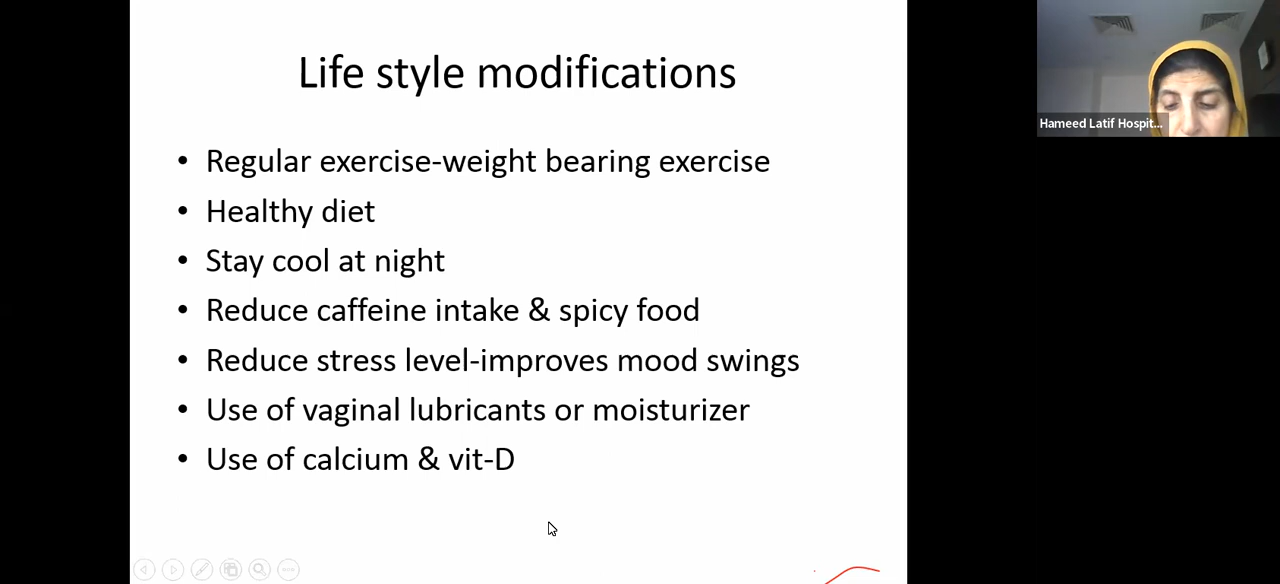 Life style modifications
• Regular exercise-weight bearing exercise
• Healthy diet
• Stay cool at night
• Reduce caffeine intake & spicy food
• Reduce stress level-improves mood swings
• Use of vaginal lubricants or moisturizer
• Use of calcium & vit-D
Hameed Latif Hospit...